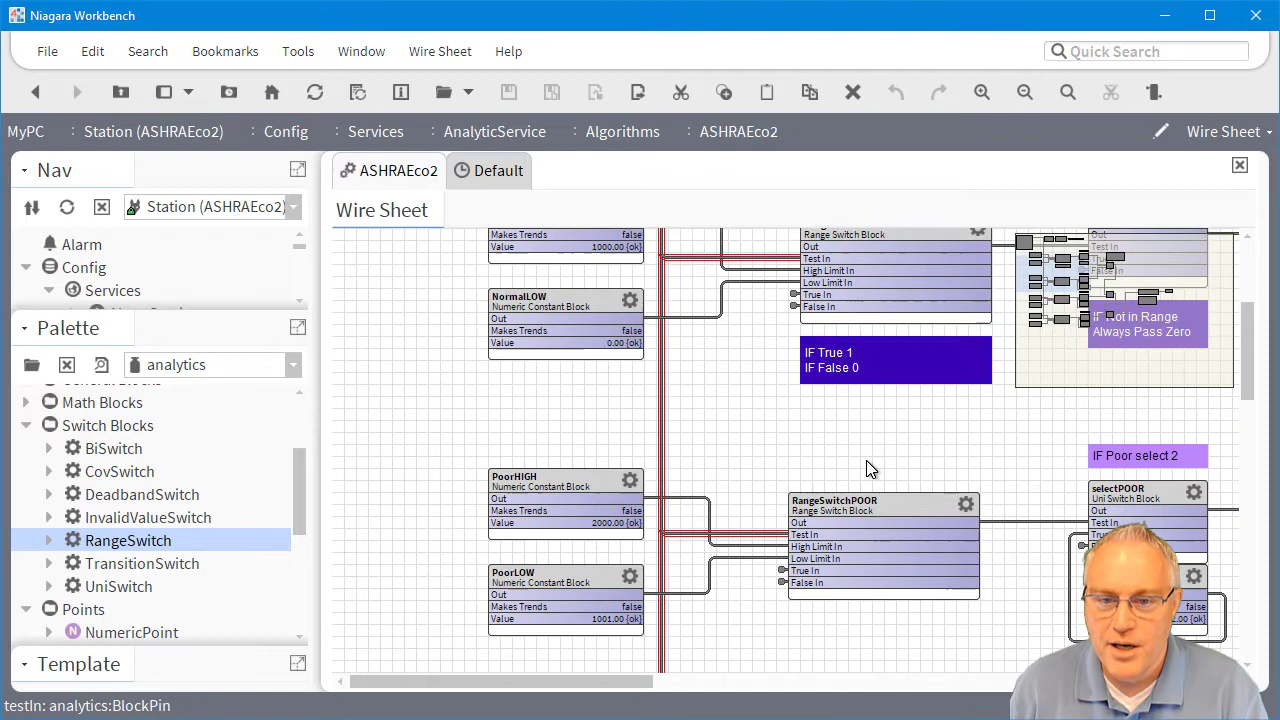 Niagara Workbench
File Edit Search Bookmarks Tools Window Wire Sheet Help
Quick Search
MyPC : Station (ASHRAEco2) : Config : Services : AnalyticService : Algorithms : ASHRAEco2
Wire Sheet
Nav
Station (ASHRAEco2)
Alarm
Config
Services
Palette
analytics
Math Blocks
Switch Blocks
BiSwitch
CovSwitch
DeadbandSwitch
InvalidValueSwitch
RangeSwitch
TransitionSwitch
UniSwitch
Points
NumericPoint
Template
testIn: analytics:BlockPin
ASHRAEco2 Default
Wire Sheet
Makes Trends false
Value 1000.00 {ok}
NormalLOW
Numeric Constant Block
Out
Makes Trends false
Value 0.00 {ok}
Range Switch Block
Out
Test In
High Limit In
Low Limit In
True In
False In
IF True 1
IF False 0
Out
Test In
IF Not in Range
Always Pass Zero
PoorHIGH
Numeric Constant Block
Out
Makes Trends false
Value 2000.00 {ok}
PoorLOW
Numeric Constant Block
Out
Makes Trends false
Value 1001.00 {ok}
RangeSwitchPOOR
Range Switch Block
Out
Test In
High Limit In
Low Limit In
True In
False In
IF Poor select 2
selectPOOR
Uni Switch Block
Out
Test In
false